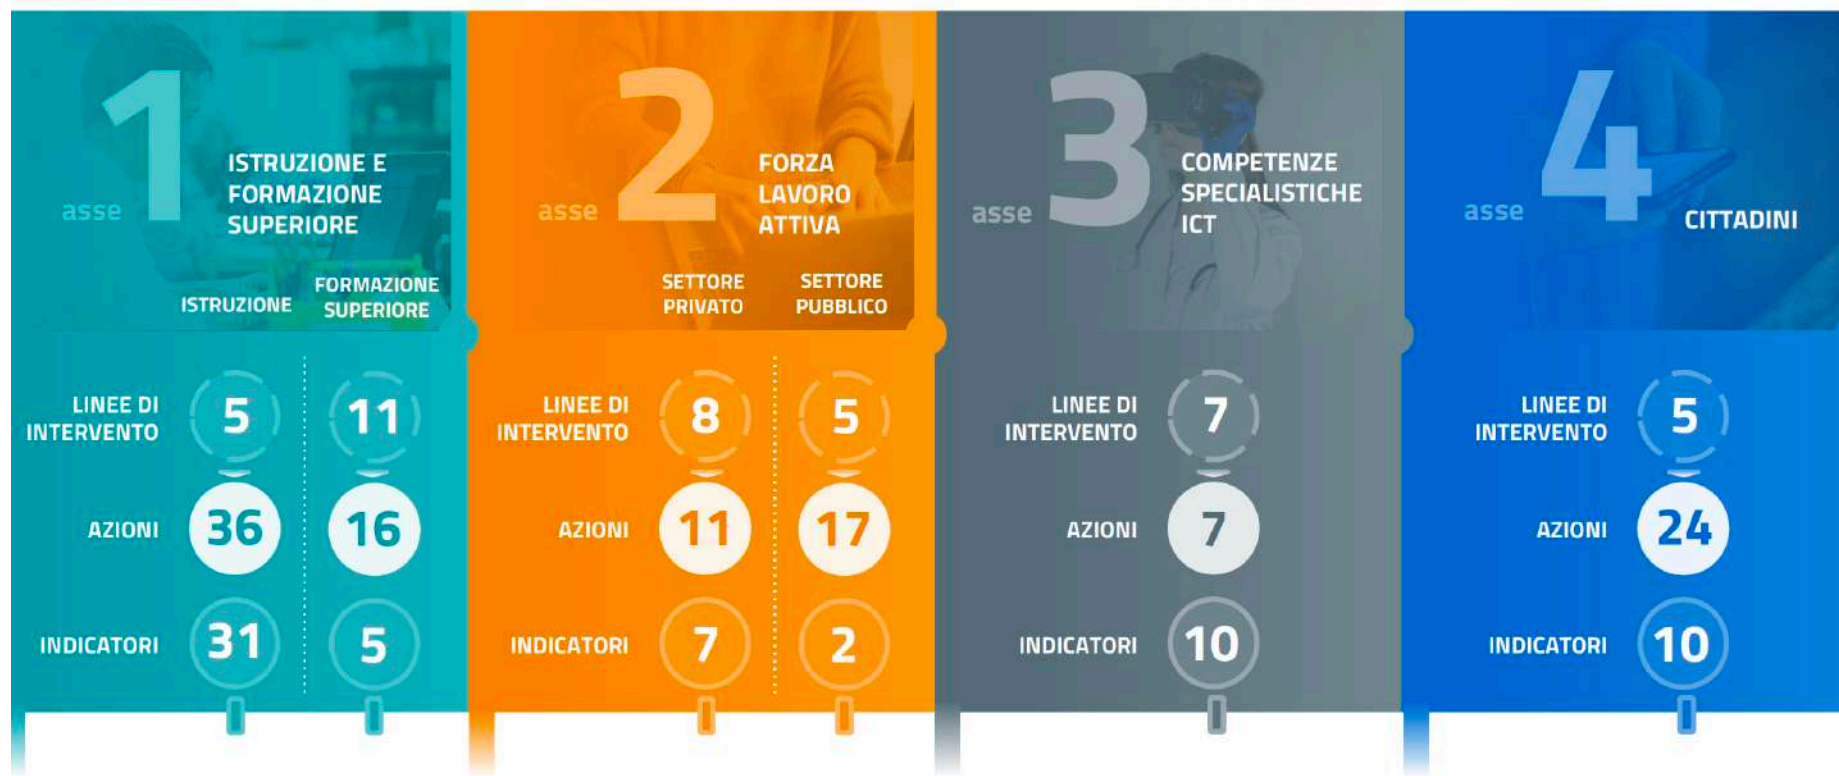 asse 1
ISTRUZIONE E
FORMAZIONE
SUPERIORE
ISTRUZIONE
FORMAZIONE
SUPERIORE
LINEE DI
INTERVENTO
5
11
AZIONI
36
16
INDICATORI
31
5
asse 2
FORZA
LAVORO
ATTIVA
SETTORE
PRIVATO
SETTORE
PUBBLICO
LINEE DI
INTERVENTO
8
5
AZIONI
11
17
INDICATORI
7
2
asse 3
COMPETENZE
SPECIALISTICHE
ICT
LINEE DI
INTERVENTO
7
AZIONI
7
INDICATORI
10
asse 4
CITTADINI
LINEE DI
INTERVENTO
5
AZIONI
24
INDICATORI
10